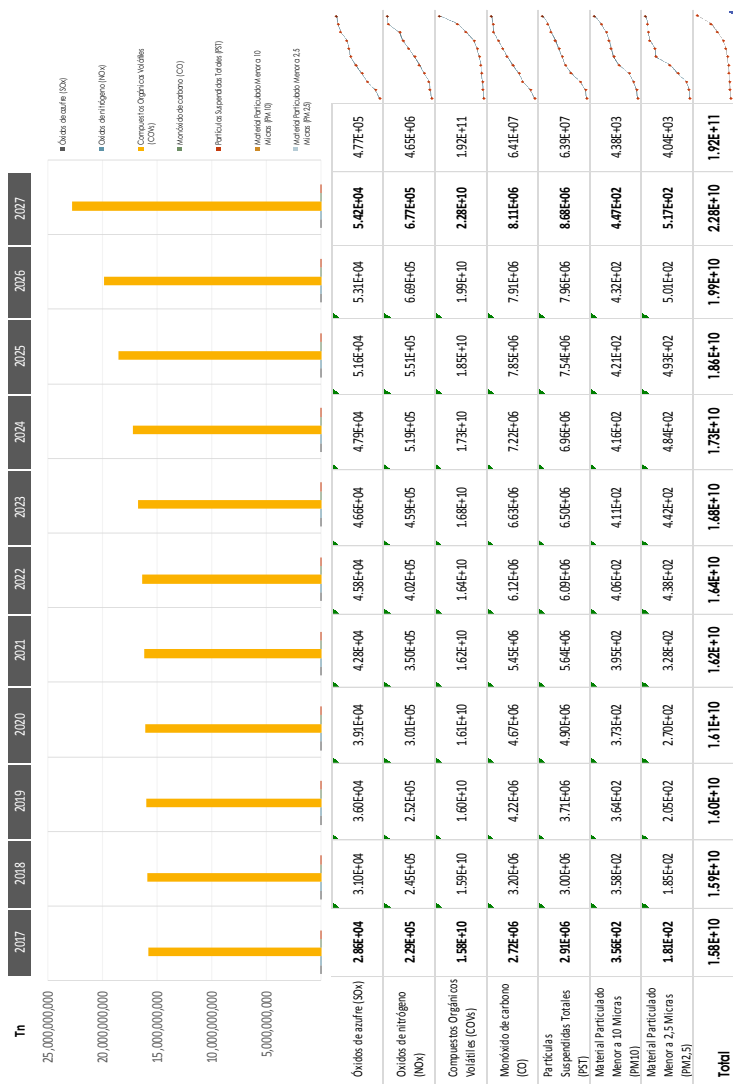 Tn
2017 2018 2019 2020 2021 2022 2023 2024 2025 2026 2027
25,000,000,000
20,000,000,000
15,000,000,000
10,000,000,000
5,000,000,000
Óxidos de azufre (SOx)
Óxidos de nitrógeno (NOx)
Compuestos Orgánicos Volátiles
(COVs)
Monóxido de carbono (CO)
Partículas Suspendidas Totales (PST)
Material Particulado Menor a 10
Micras (PM10)
Material Particulado Menor a 2,5
Micras (PM2,5)
Óxidos de azufre (SOx) 2.86E+04 3.10E+04 3.60E+04 3.91E+04 4.28E+04 4.58E+04 4.66E+04 4.79E+04 5.16E+04 5.31E+04 5.42E+04 4.77E+05
Oxidos de nitrógeno
(NOx) 2.29E+05 2.45E+05 2.52E+05 3.01E+05 3.50E+05 4.02E+05 4.59E+05 5.19E+05 5.51E+05 6.69E+05 6.77E+05 4.65E+06
Compuestos Orgánicos
Volátiles (COVs) 1.58E+10 1.59E+10 1.60E+10 1.61E+10 1.62E+10 1.64E+10 1.68E+10 1.73E+10 1.85E+10 1.99E+10 2.28E+10 1.92E+11
Monóxido de carbono
(CO) 2.72E+06 3.20E+06 4.22E+06 4.67E+06 5.45E+06 6.12E+06 6.63E+06 7.22E+06 7.85E+06 7.91E+06 8.11E+06 6.41E+07
Partículas
Suspendidas Totales
(PST) 2.91E+06 3.00E+06 3.71E+06 4.90E+06 5.64E+06 6.09E+06 6.50E+06 6.96E+06 7.54E+06 7.96E+06 8.68E+06 6.39E+07
Material Particulado
Menor a 10 Micras
(PM10) 3.56E+02 3.58E+02 3.64E+02 3.73E+02 3.95E+02 4.06E+02 4.11E+02 4.16E+02 4.21E+02 4.32E+02 4.47E+02 4.38E+03
Material Particulado
Menor a 2,5 Micras
(PM2,5) 1.81E+02 1.85E+02 2.05E+02 2.70E+02 3.28E+02 4.38E+02 4.42E+02 4.84E+02 4.93E+02 5.01E+02 5.17E+02 4.04E+03
Total 1.58E+10 1.59E+10 1.60E+10 1.61E+10 1.62E+10 1.64E+10 1.68E+10 1.73E+10 1.86E+10 1.99E+10 2.28E+10 1.92E+11